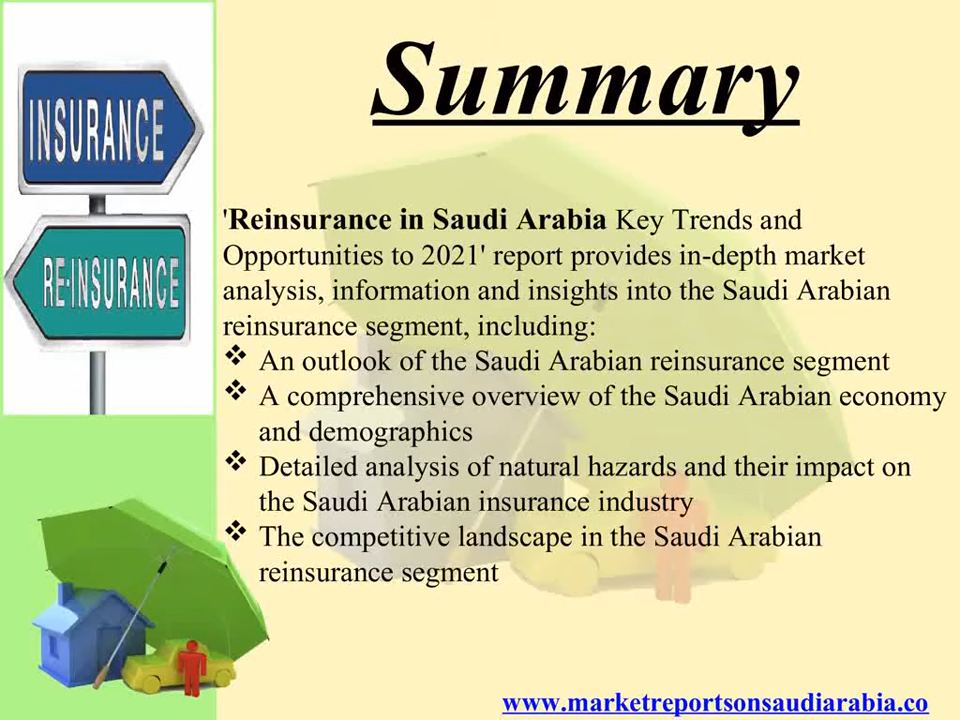 INSURANCE
RE-INSURANCE
Summary
'Reinsurance in Saudi Arabia Key Trends and
Opportunities to 2021' report provides in-depth market
analysis, information and insights into the Saudi Arabian
reinsurance segment, including:
❖ An outlook of the Saudi Arabian reinsurance segment
❖ A comprehensive overview of the Saudi Arabian economy
and demographics
❖ Detailed analysis of natural hazards and their impact on
the Saudi Arabian insurance industry
❖ The competitive landscape in the Saudi Arabian
reinsurance segment
www.marketreportsonsaudiarabia.co